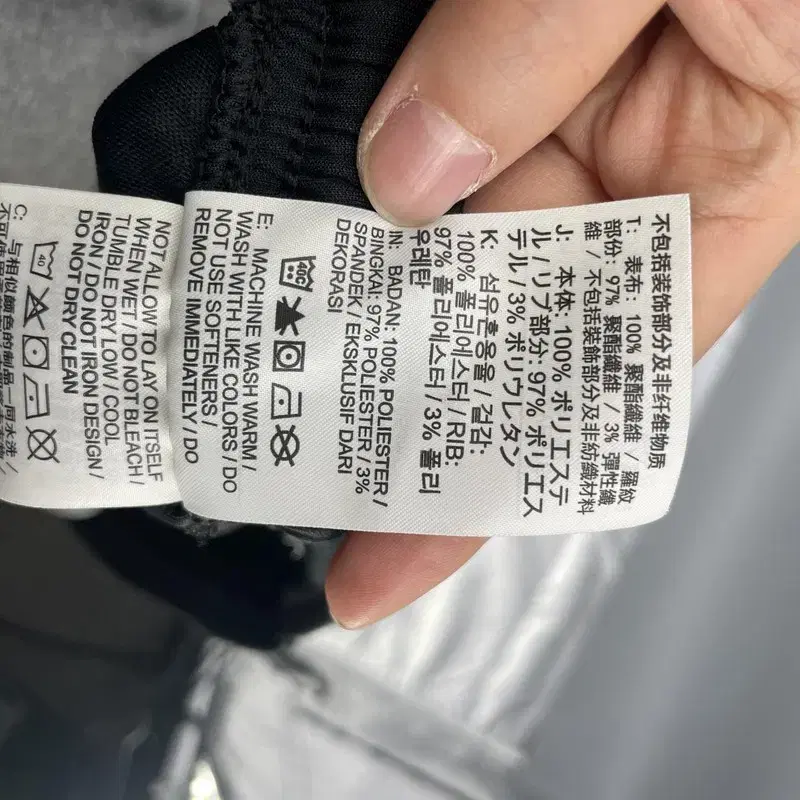 不包括装饰部分及非纤维物质
T: 表布: 100% 聚酯纖維 / 羅紋
部份: 97% 聚酯纖維 / 3% 彈性纖
維 / 不包括裝飾部分及非紡織材料
J: 本体: 100% ポリエステ
ル / リブ部分: 97% ポリエス
テル / 3% ポリウレタン
K: 섬유혼용율 / 겉감:
100% 폴리에스터 / RIB:
97% 폴리에스터 / 3% 폴리
우레탄
IN: BADAN: 100% POLIESTER /
BINGKAI: 97% POLIESTER / 3%
SPANDEK / EKSKLUSIF DARI
DEKORASI
40C
E: MACHINE WASH WARM /
WASH WITH LIKE COLORS / DO
NOT USE SOFTENERS /
REMOVE IMMEDIATELY / DO
NOT ALLOW TO LAY ON ITSELF
WHEN WET / DO NOT BLEACH /
TUMBLE DRY LOW / COOL
IRON / DO NOT IRON DESIGN /
DO NOT DRY CLEAN
40
C: 与相似颜色的制品一同水洗 /